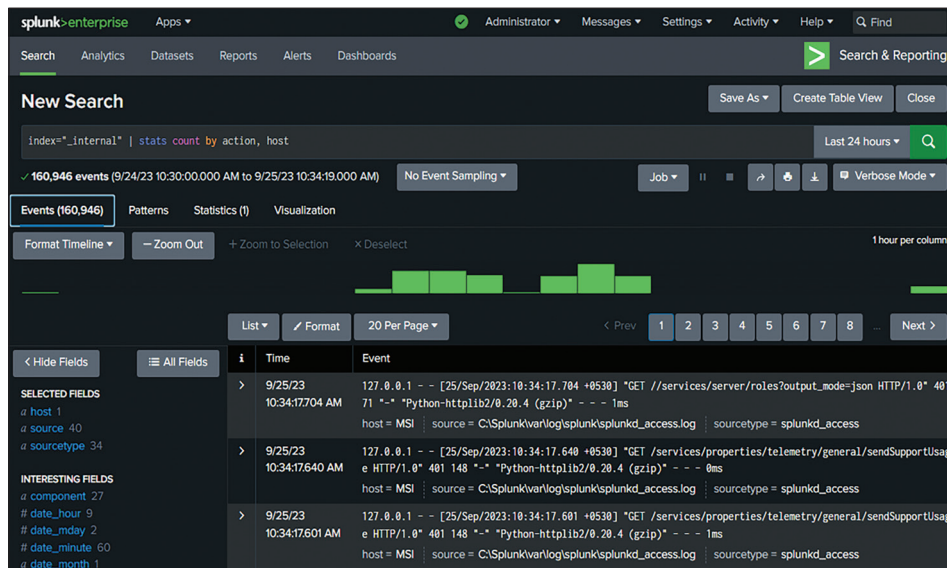 splunk>enterprise Apps ▾ Administrator ▾ Messages ▾ Settings ▾ Activity ▾ Help ▾ Find
Search Analytics Datasets Reports Alerts Dashboards > Search & Reporting
New Search Save As ▾ Create Table View Close
index="_internal" | stats count by action, host Last 24 hours ▾
✓ 160,946 events (9/24/23 10:30:00.000 AM to 9/25/23 10:34:19.000 AM) No Event Sampling ▾ Job ▾ Verbose Mode ▾
Events (160,946) Patterns Statistics (1) Visualization
Format Timeline ▾ — Zoom Out + Zoom to Selection × Deselect 1 hour per column
List ▾ Format 20 Per Page ▾ < Prev 1 2 3 4 5 6 7 8 ... Next >
< Hide Fields All Fields i Time Event
SELECTED FIELDS
a host 1
a source 40
a sourcetype 34
INTERESTING FIELDS
a component 27
# date_hour 9
# date_mday 2
# date_minute 60
a date_month 1
> 9/25/23 127.0.0.1 - - [25/Sep/2023:10:34:17.704 +0530] "GET //services/server/roles?output_mode=json HTTP/1.0" 401
10:34:17.704 AM 71 "-" "Python-httplib2/0.20.4 (gzip)" - - - 1ms
host = MSI source = C:\Splunk\var\log\splunk\splunkd_access.log sourcetype = splunkd_access
> 9/25/23 127.0.0.1 - - [25/Sep/2023:10:34:17.640 +0530] "GET /services/properties/telemetry/general/sendSupportUsag
10:34:17.640 AM e HTTP/1.0" 401 148 "-" "Python-httplib2/0.20.4 (gzip)" - - - 0ms
host = MSI source = C:\Splunk\var\log\splunk\splunkd_access.log sourcetype = splunkd_access
> 9/25/23 127.0.0.1 - - [25/Sep/2023:10:34:17.601 +0530] "GET /services/properties/telemetry/general/sendSupportUsag
10:34:17.601 AM e HTTP/1.0" 401 148 "-" "Python-httplib2/0.20.4 (gzip)" - - - 1ms
host = MSI source = C:\Splunk\var\log\splunk\splunkd_access.log sourcetype = splunkd_access